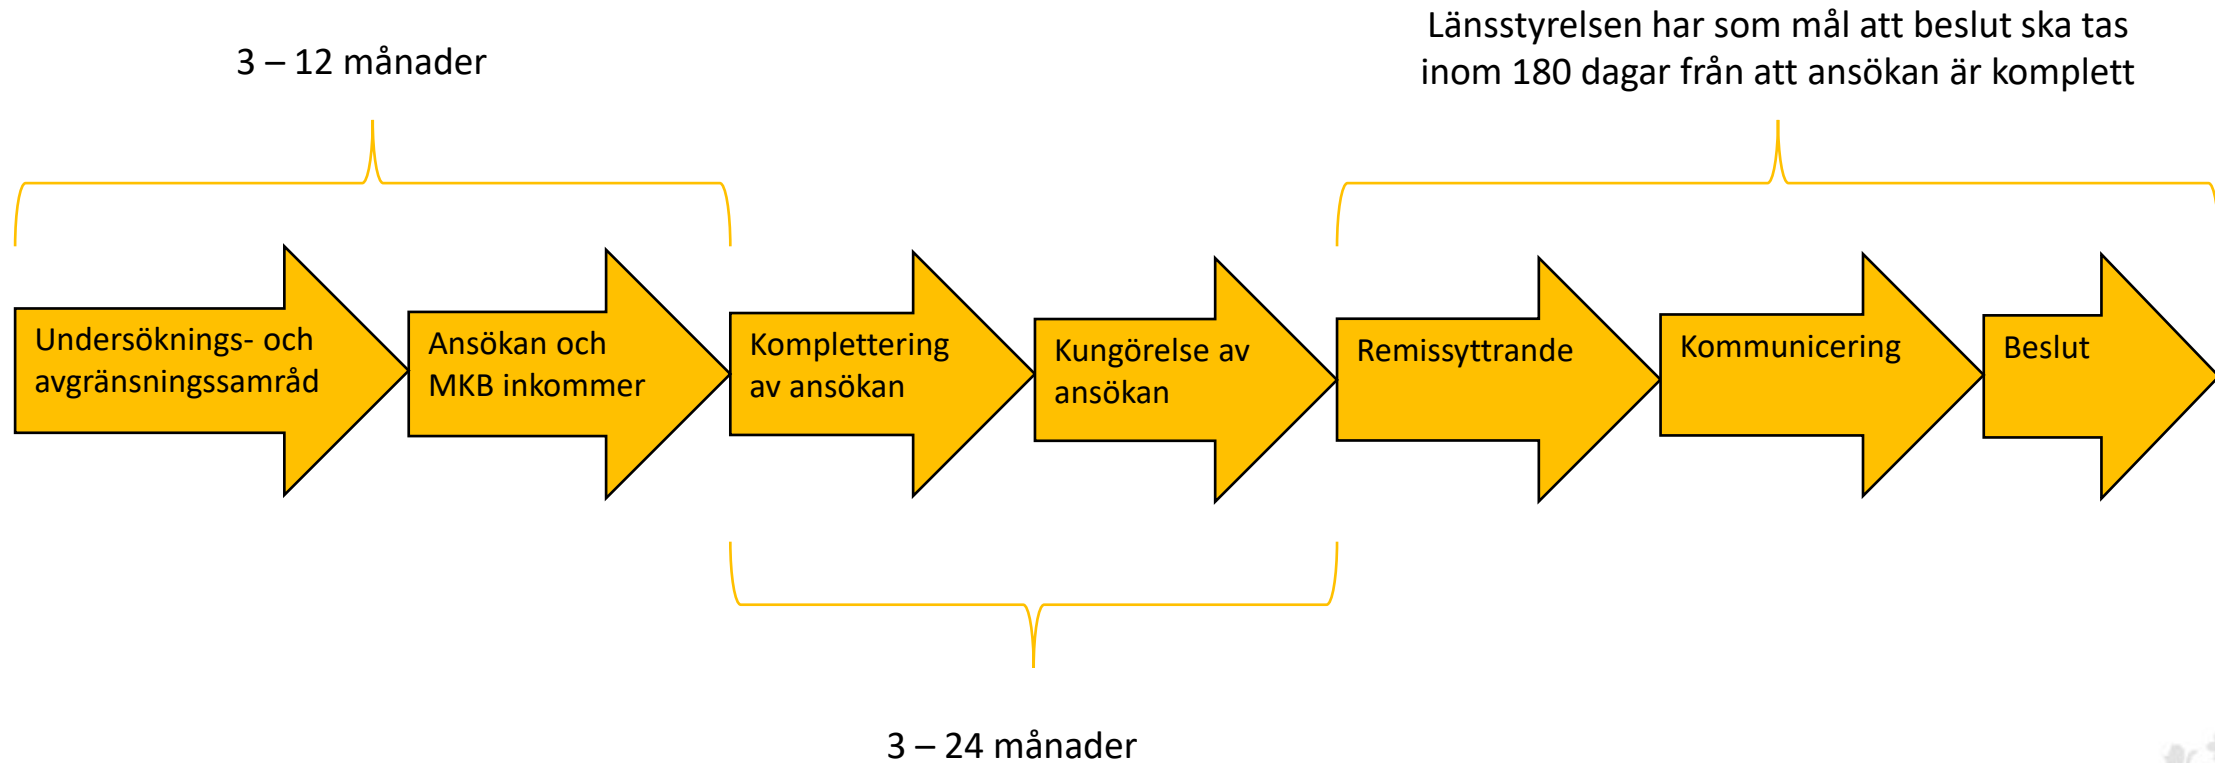 3 – 12 månader
Länsstyrelsen har som mål att beslut ska tas
inom 180 dagar från att ansökan är komplett
Undersöknings- och
avgränsningssamråd
Ansökan och
MKB inkommer
Komplettering
av ansökan
Kungörelse av
ansökan
Remissyttrande
Kommunicering
Beslut
3 – 24 månader